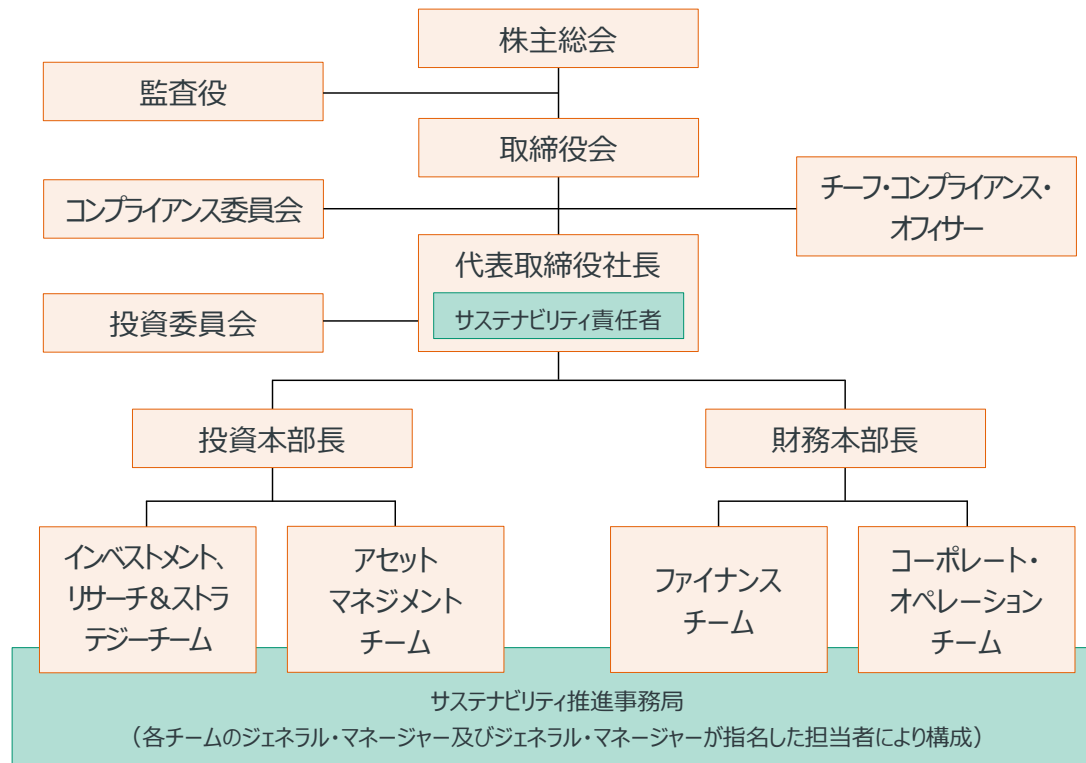 株主総会
監査役
取締役会
コンプライアンス委員会
チーフ・コンプライアンス・
オフィサー
代表取締役社長
サステナビリティ責任者
投資委員会
投資本部長
財務本部長
インベストメント、
リサーチ＆ストラ
テジーチーム
アセット
マネジメント
チーム
ファイナンス
チーム
コーポレート・
オペレーション
チーム
サステナビリティ推進事務局
（各チームのジェネラル・マネージャー及びジェネラル・マネージャーが指名した担当者により構成）